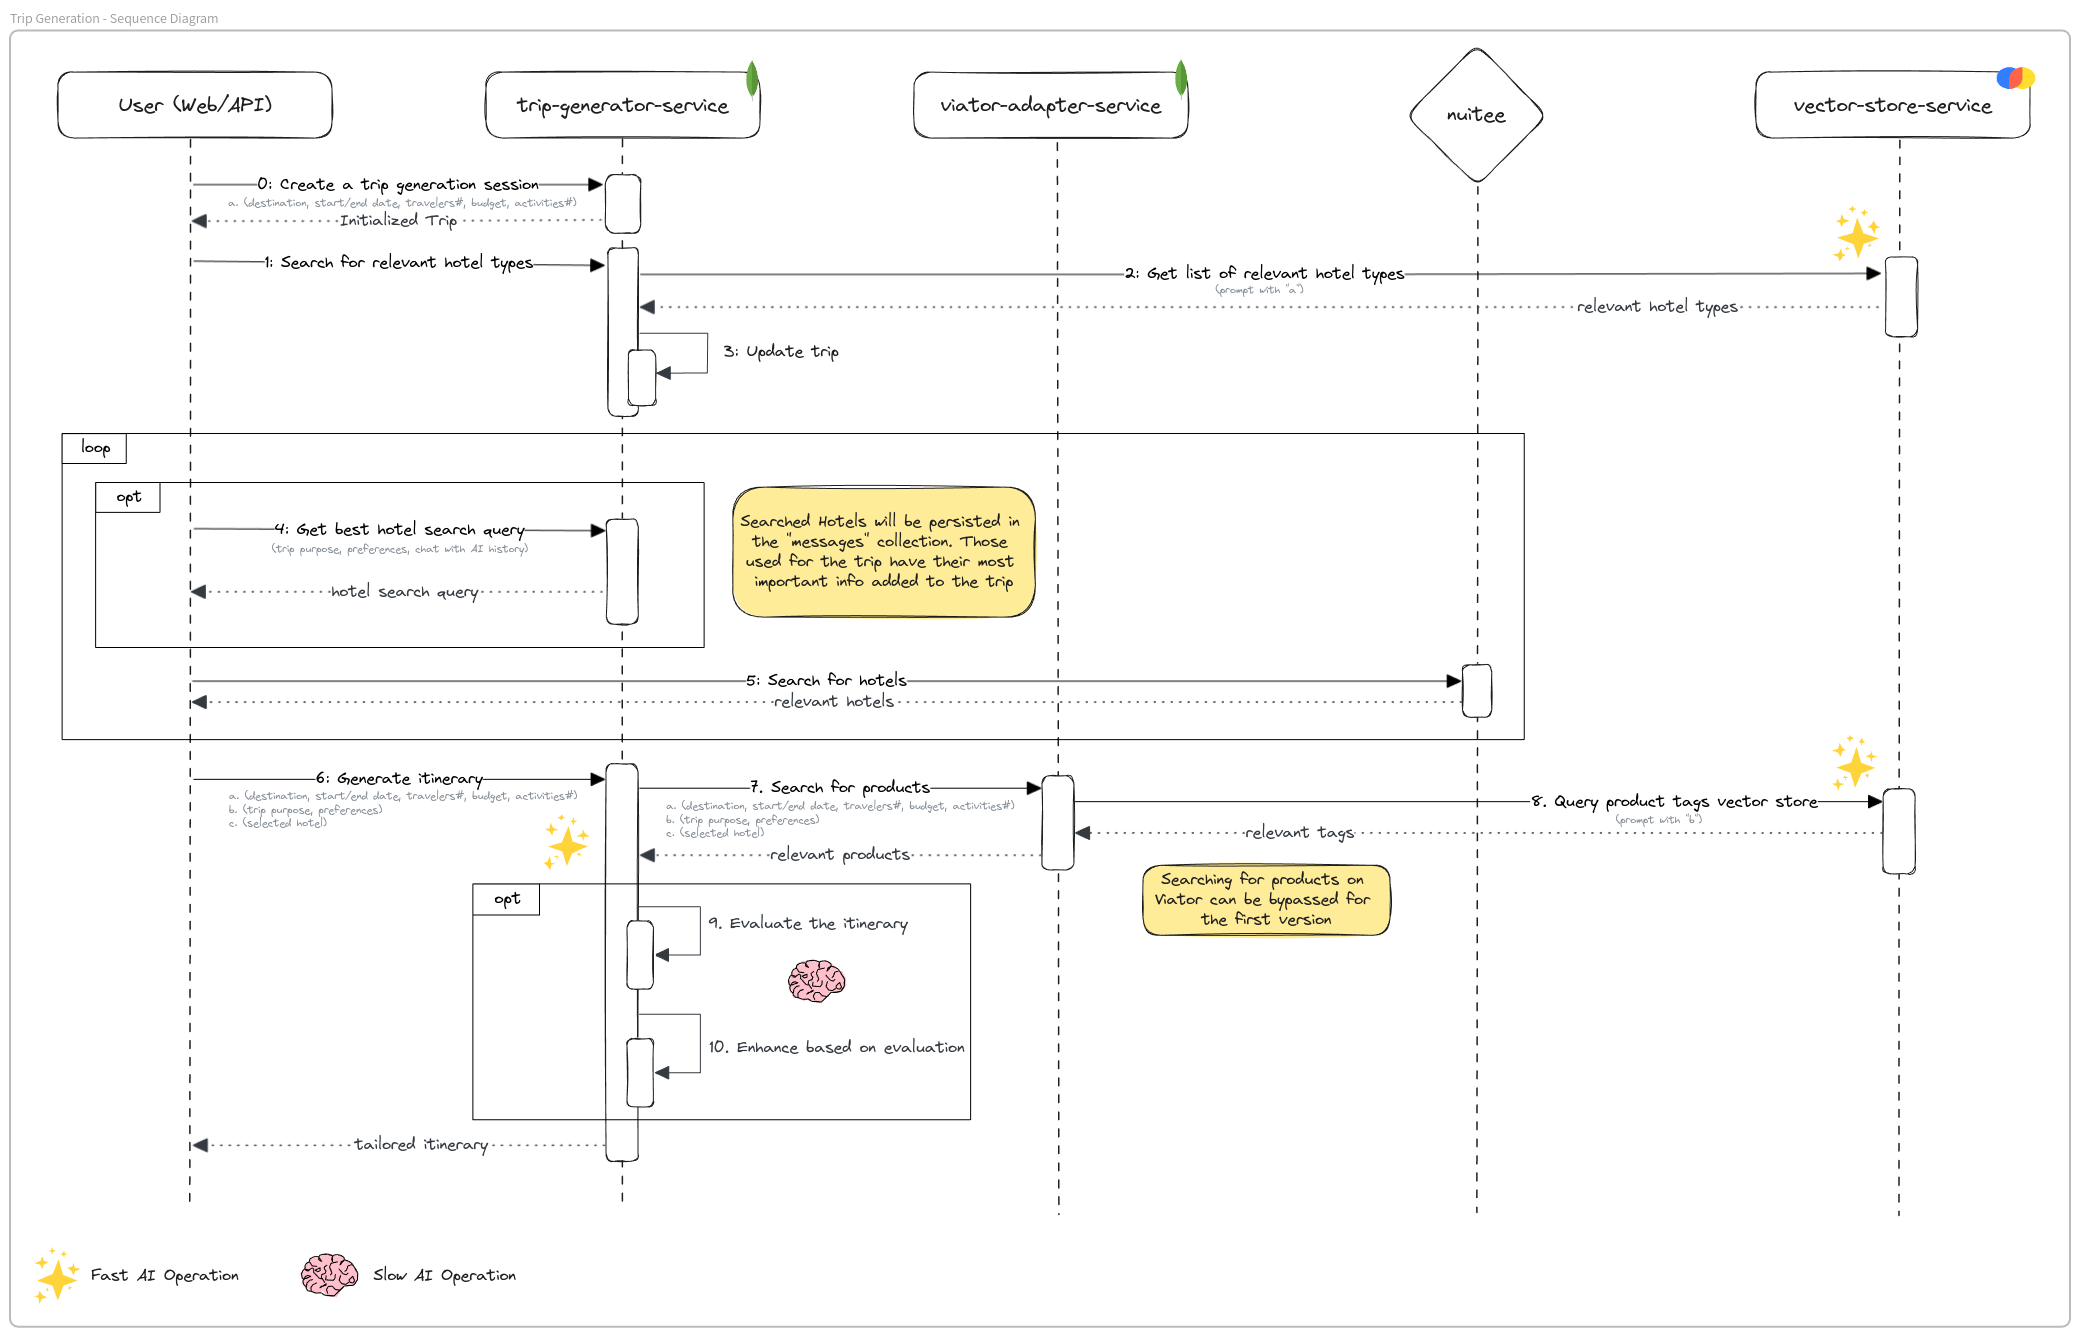 Trip Generation - Sequence Diagram
User (Web/API)
trip-generator-service
viator-adapter-service
nuitee
vector-store-service
0: Create a trip generation session
a. (destination, start/end date, travelers#, budget, activities#)
Initialized Trip
1: Search for relevant hotel types
2: Get list of relevant hotel types
(prompt with "a")
relevant hotel types
3: Update trip
loop
opt
4: Get best hotel search query
(trip purpose, preferences, chat with AI history)
hotel search query
Searched Hotels will be persisted in
the "messages" collection. Those
used for the trip have their most
important info added to the trip
5: Search for hotels
relevant hotels
6: Generate itinerary
a. (destination, start/end date, travelers#, budget, activities#)
b. (trip purpose, preferences)
c. (selected hotel)
7. Search for products
a. (destination, start/end date, travelers#, budget, activities#)
b. (trip purpose, preferences)
c. (selected hotel)
relevant products
8. Query product tags vector store
(prompt with "b")
relevant tags
Searching for products on
Viator can be bypassed for
the first version
opt
9. Evaluate the itinerary
10. Enhance based on evaluation
tailored itinerary
Fast AI Operation
Slow AI Operation